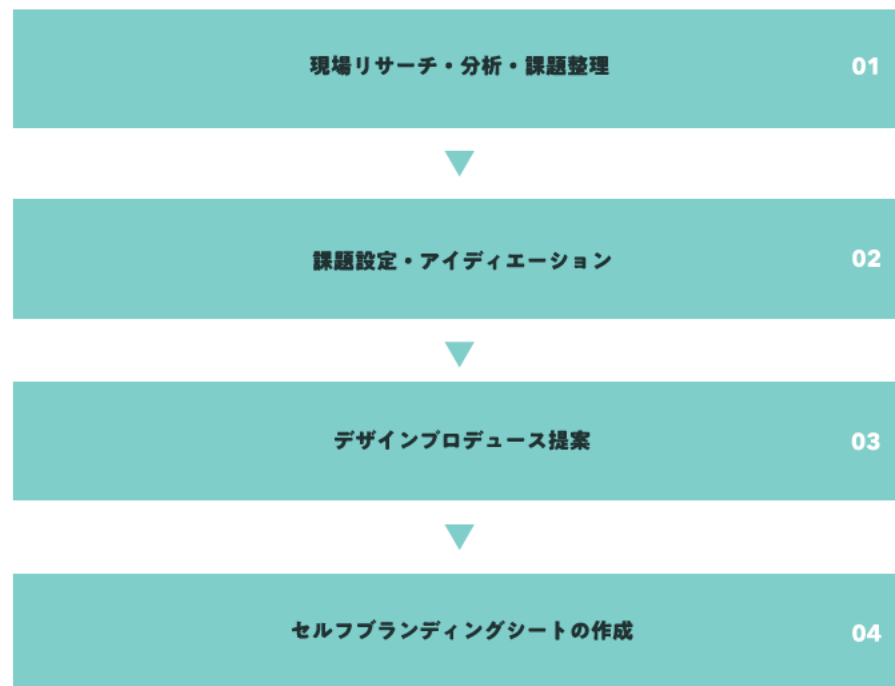 現場リサーチ・分析・課題整理 01
課題設定・アイディエーション 02
デザインプロデュース提案 03
セルフブランディングシートの作成 04